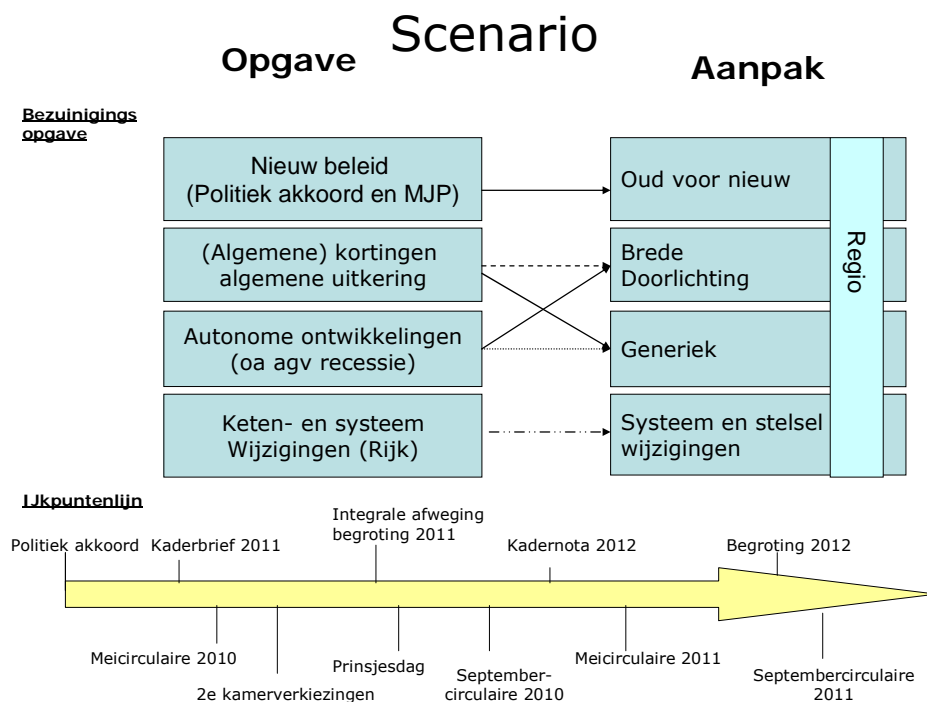 Scenario
Opgave
Aanpak
Bezuinigings
opgave
Nieuw beleid
(Politiek akkoord en MJP)
Oud voor nieuw
(Algemene) kortingen
algemene uitkering
Brede
Doorlichting
Autonome ontwikkelingen
(oa agv recessie)
Generiek
Keten- en systeem
Wijzigingen (Rijk)
Systeem en stelsel
wijzigingen
Regio
IJkpuntenlijn
Politiek akkoord
Kaderbrief 2011
Integrale afweging
begroting 2011
Kadernota 2012
Begroting 2012
Meicirculaire 2010
2e kamerverkiezingen
Prinsjesdag
September-
circulaire 2010
Meicirculaire 2011
Septembercirculaire
2011